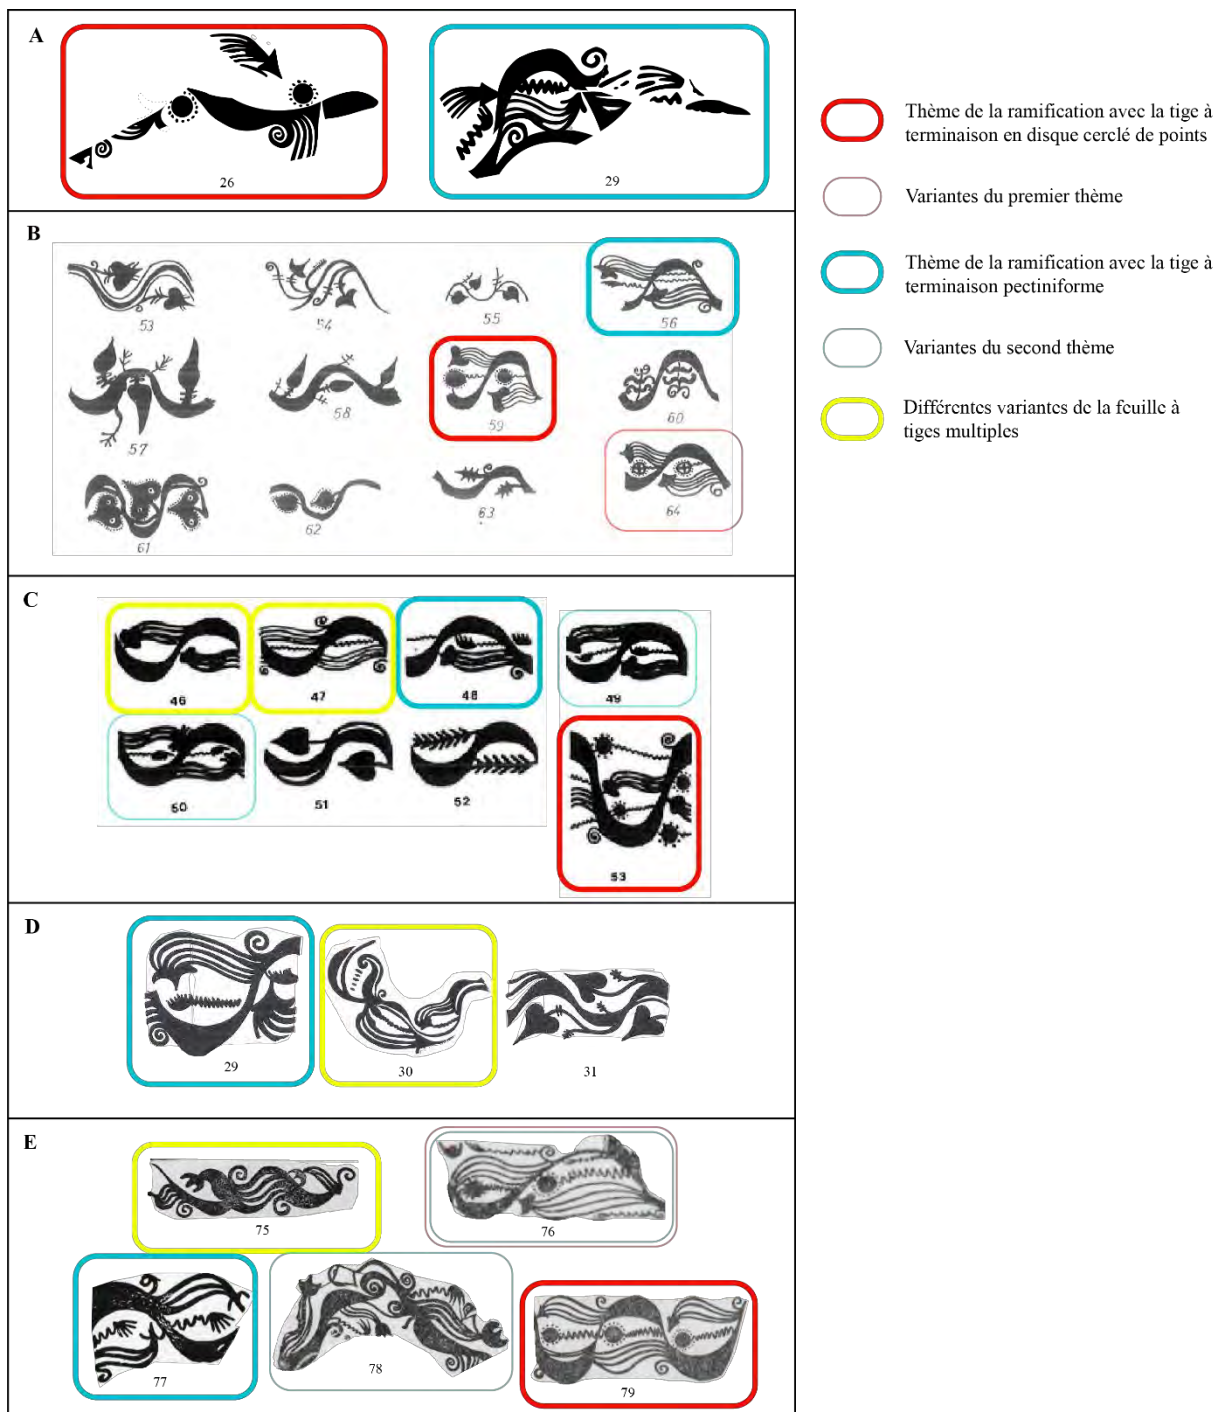 A
26
29
B
53
54
55
56
57
58
59
60
61
62
63
64
C
46
47
48
49
50
51
52
53
D
29
30
31
E
75
76
77
78
79
Thème de la ramification avec la tige à
terminaison en disque cerclé de points
Variantes du premier thème
Thème de la ramification avec la tige à
terminaison pectiniforme
Variantes du second thème
Différentes variantes de la feuille à
tiges multiples